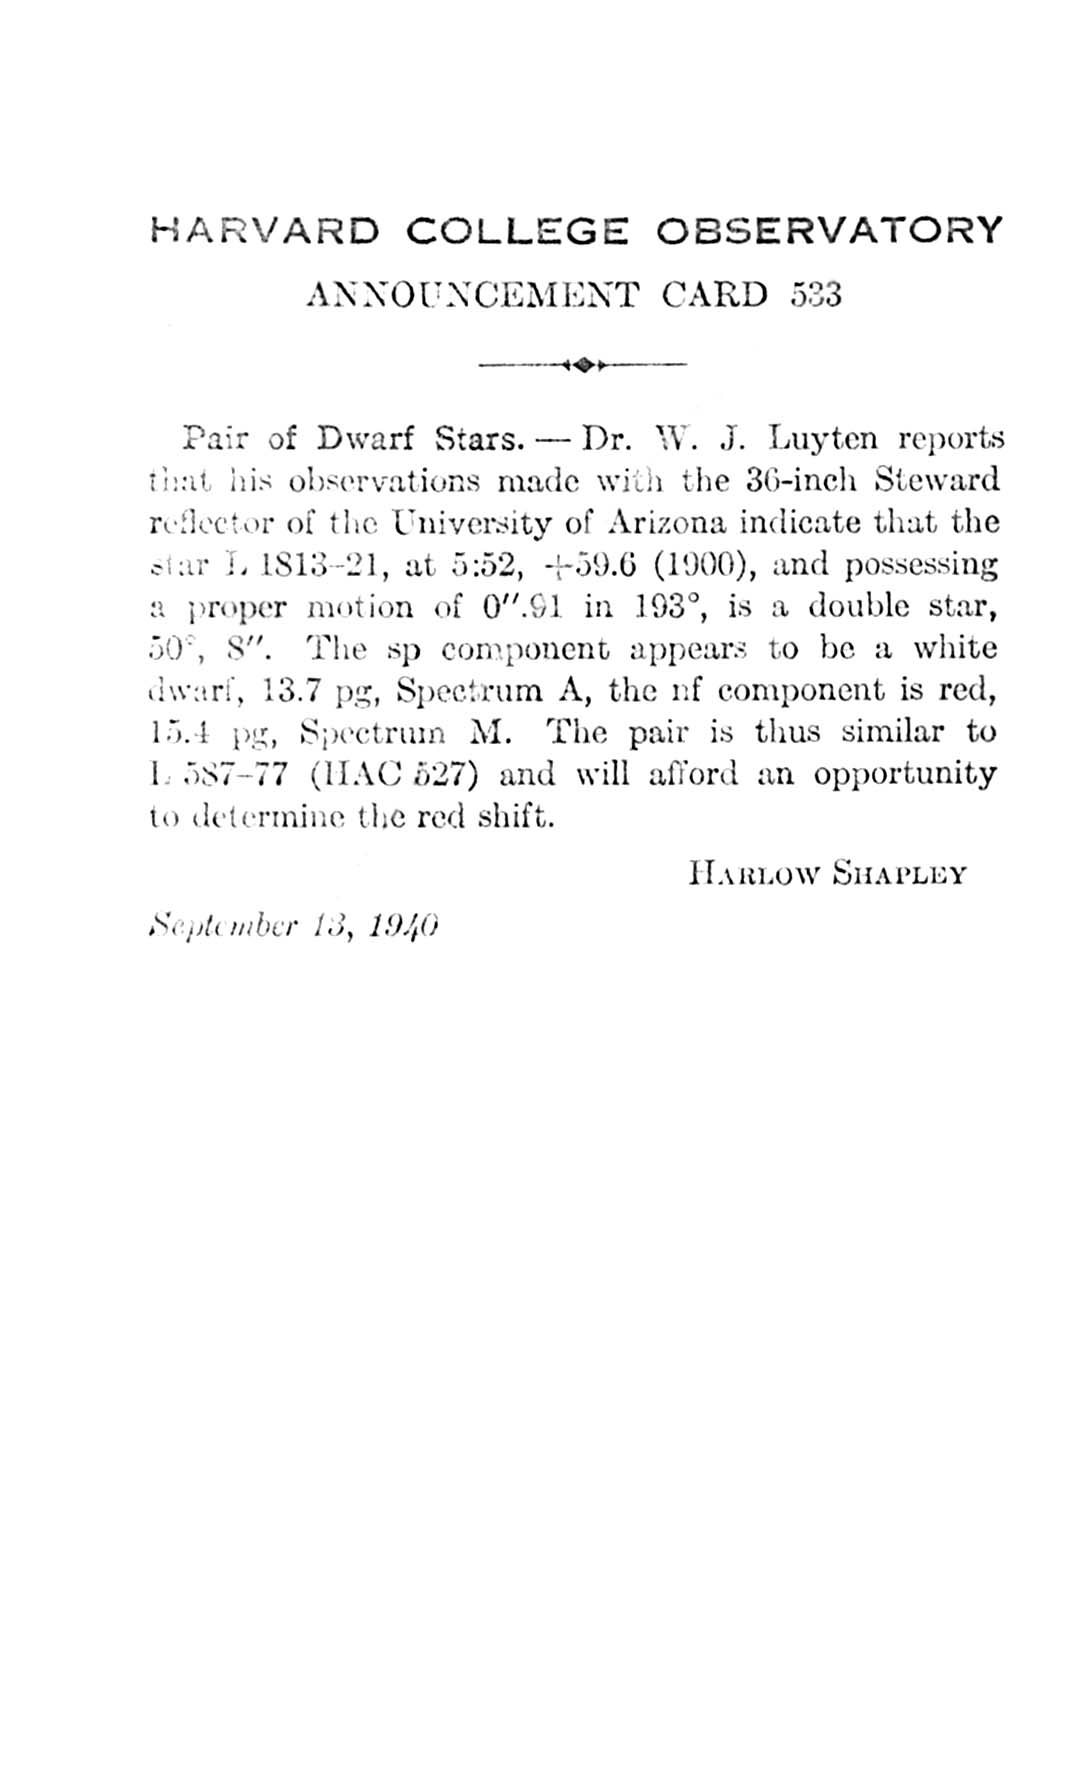 HARVARD COLLEGE OBSERVATORY
ANNOUNCEMENT CARD 533
Pair of Dwarf Stars. — Dr. W. J. Luyten reports
that his observations made with the 36-inch Steward
reflector of the University of Arizona indicate that the
star L 1813-21, at 5:52, +59.6 (1900), and possessing
a proper motion of 0″.91 in 193°, is a double star,
50°, 8″. The sp component appears to be a white
dwarf, 13.7 pg, Spectrum A, the nf component is red,
15.4 pg, Spectrum M. The pair is thus similar to
L 587-77 (HAC 527) and will afford an opportunity
to determine the red shift.
HARLOW SHAPLEY
September 13, 1940